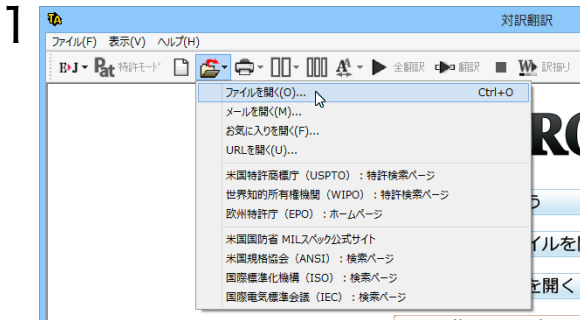 1
対訳翻訳
ファイル(F) 表示(V) ヘルプ(H)
E›J Pat 特許モード 全翻訳 翻訳 訳振り
ファイルを開く(O)... Ctrl+O
メールを開く(M)...
お気に入りを開く(F)...
URLを開く(U)...
米国特許商標庁（USPTO）：特許検索ページ
世界知的所有権機関（WIPO）：特許検索ページ
欧州特許庁（EPO）：ホームページ
米国国防省 MILスペック公式サイト
米国規格協会（ANSI）：検索ページ
国際標準化機構（ISO）：検索ページ
国際電気標準会議（IEC）：検索ページ
う
イルを
を開く